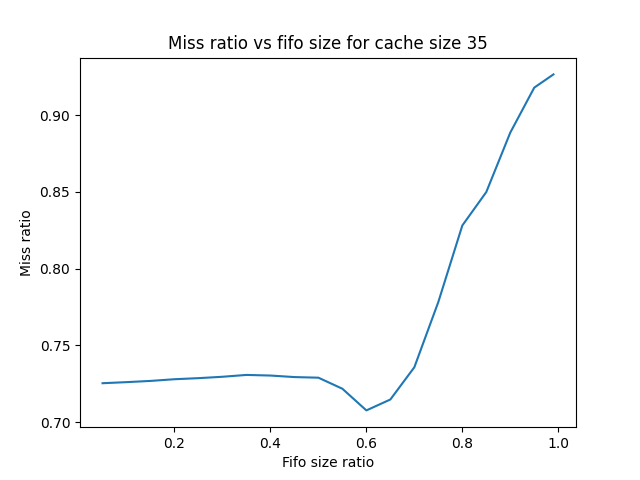 Miss ratio vs fifo size for cache size 35
0.90
0.85
0.80
0.75
0.70
Miss ratio
0.2 0.4 0.6 0.8 1.0
Fifo size ratio